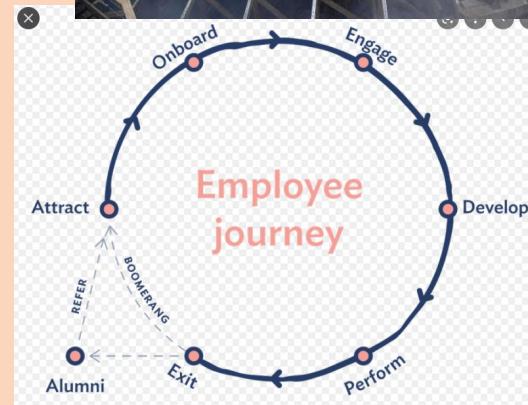 Onboard
Engage
Employee
journey
Attract
Develop
REFER
BOOMERANG
Alumni
Exit
Perform